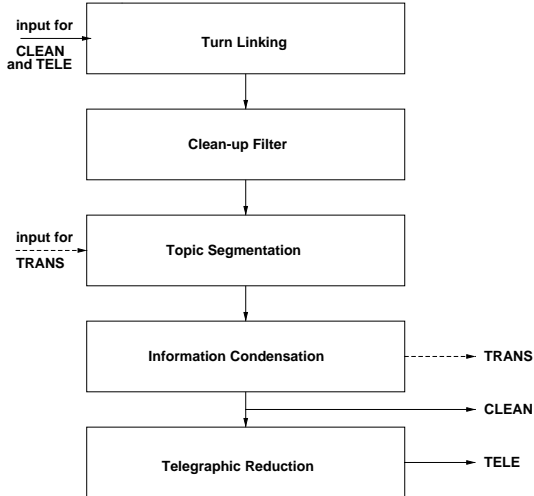 input for
CLEAN
and TELE
Turn Linking
Clean-up Filter
input for
TRANS
Topic Segmentation
Information Condensation
TRANS
CLEAN
Telegraphic Reduction
TELE